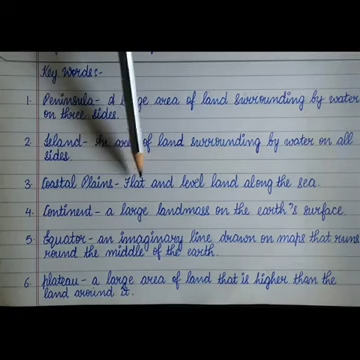 Key Words:-
1. Peninsula- A large area of land surrounding by water
on three sides.
2 Island- An area of land surrounding by water on all
sides.
3. Coastal Plains- Flat and level land along the sea.
4. Continent- a large landmass on the earth's surface.
5. Equator- an imaginary line drawn on maps that runs
round the middle of the earth.
6. plateau- a large area of land that is higher than the
land around it.